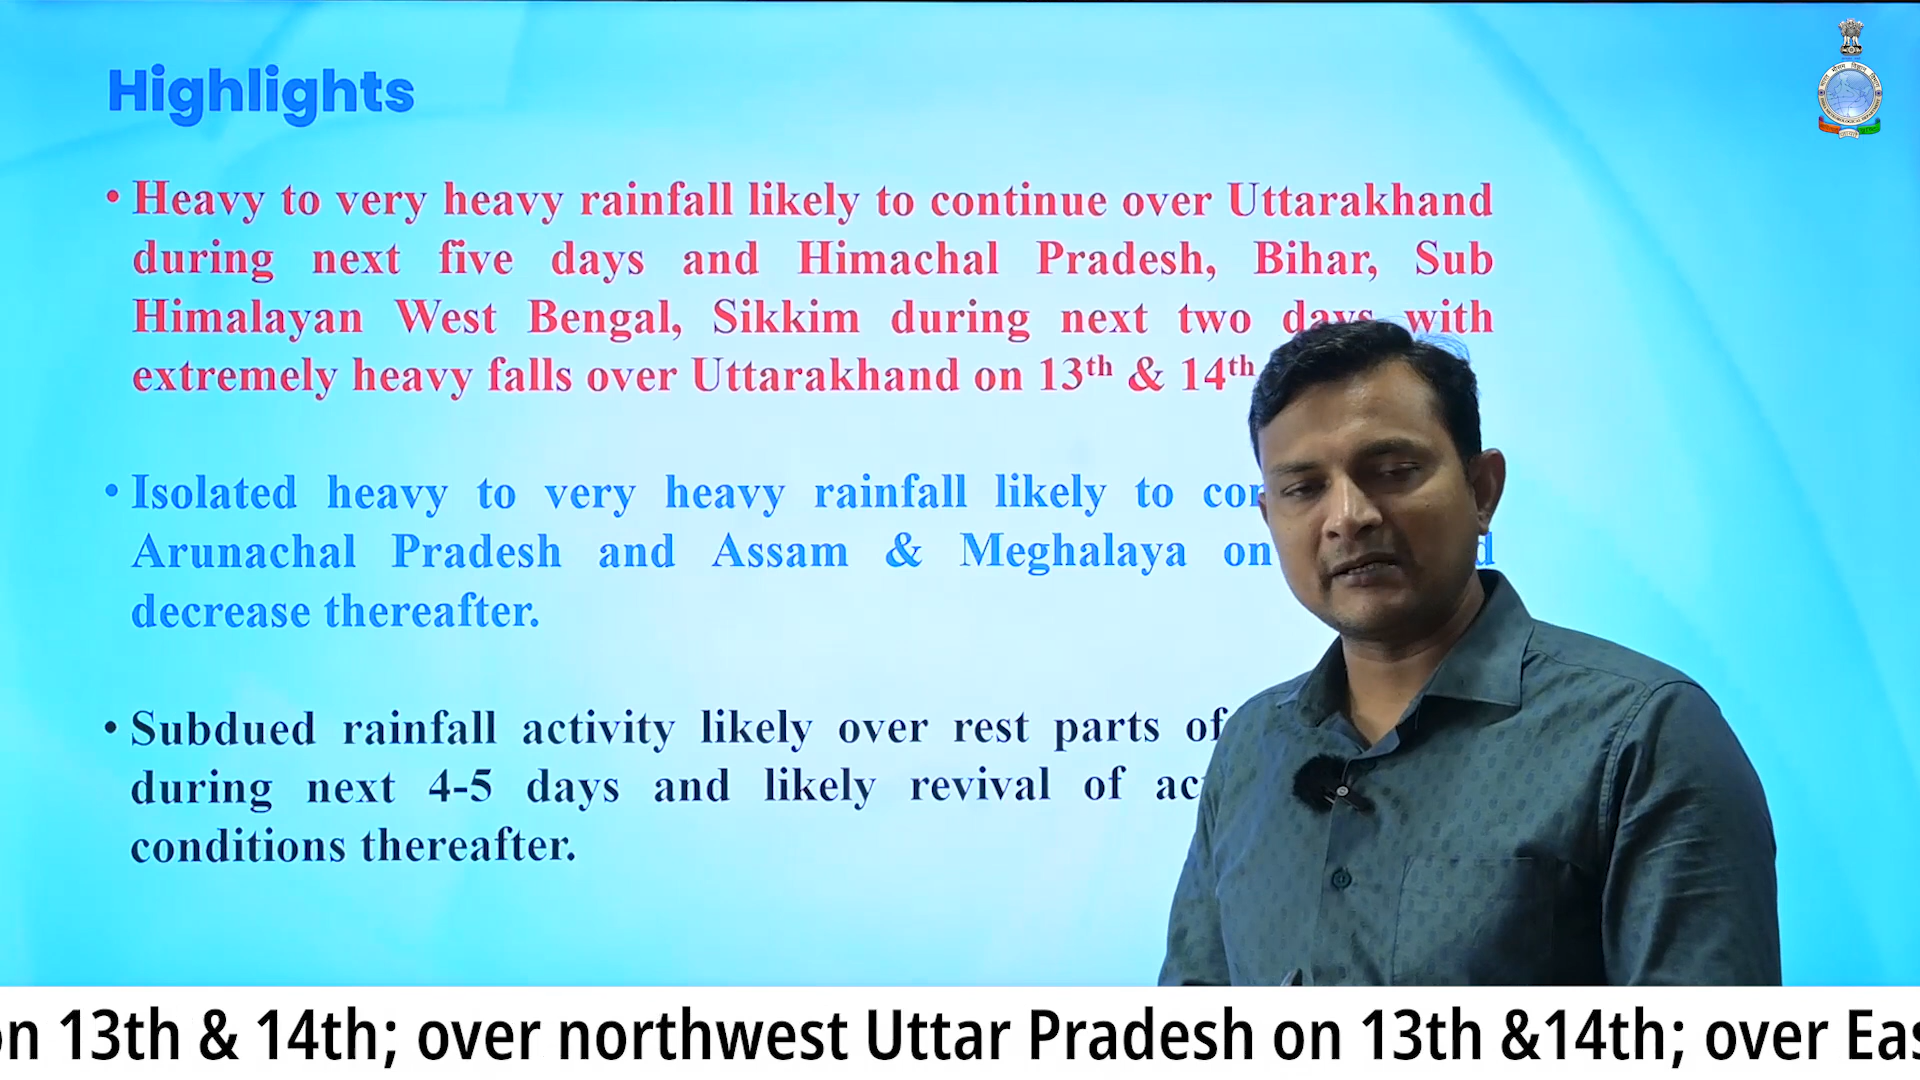 Highlights
• Heavy to very heavy rainfall likely to continue over Uttarakhand
during next five days and Himachal Pradesh, Bihar, Sub
Himalayan West Bengal, Sikkim during next two days with
extremely heavy falls over Uttarakhand on 13th & 14th
• Isolated heavy to very heavy rainfall likely to
Arunachal Pradesh and Assam & Meghalaya on
decrease thereafter.
• Subdued rainfall activity likely over rest parts of
during next 4-5 days and likely revival of
conditions thereafter.
on 13th & 14th; over northwest Uttar Pradesh on 13th &14th; over